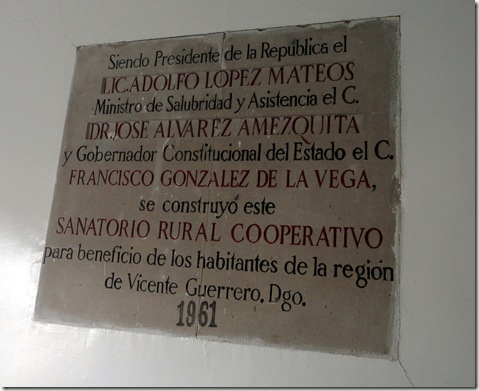 Siendo Presidente de la República el
LIC. ADOLFO LOPEZ MATEOS
Ministro de Salubridad y Asistencia el C.
DR. JOSE ALVAREZ AMEZQUITA
y Gobernador Constitucional del Estado el C.
FRANCISCO GONZALEZ DE LA VEGA,
se construyó este
SANATORIO RURAL COOPERATIVO
para beneficio de los habitantes de la región
de Vicente Guerrero, Dgo.
1961